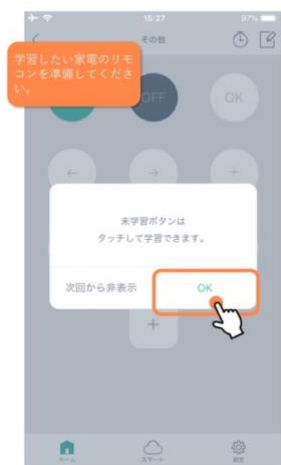 15:27
97%
その他
学習したい家電のリモ
コンを準備してくださ
い。
OFF
OK
←
→
+
未学習ボタンは
タッチして学習できます。
次回から非表示
OK
+
ホーム
スマート
設定